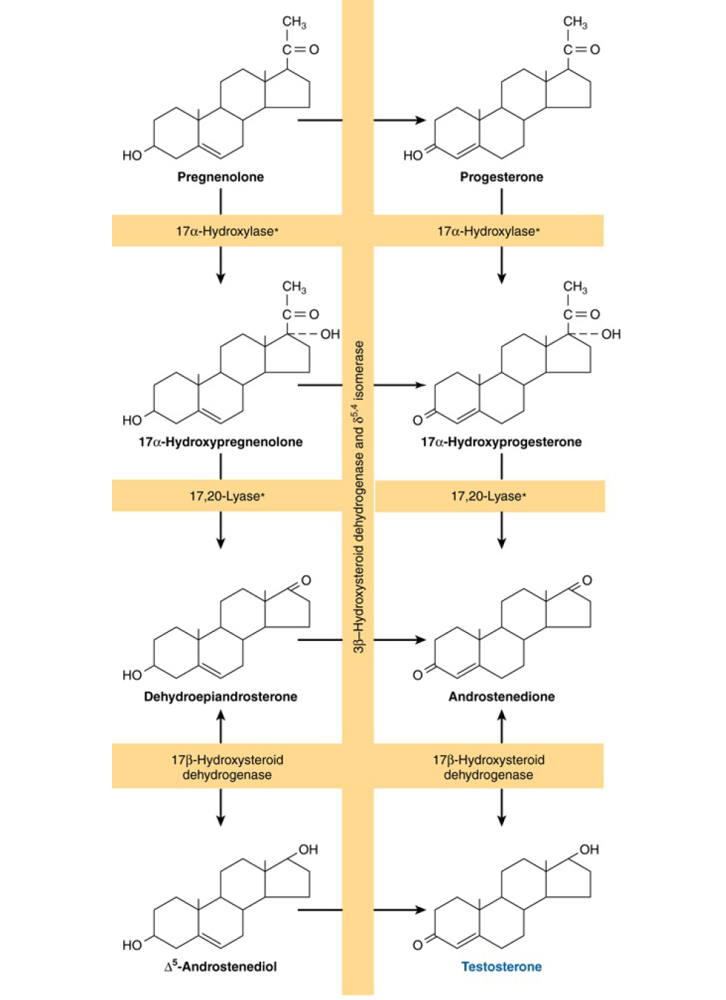 CH3
C=O
HO
Pregnenolone
CH3
C=O
HO
Progesterone
17α-Hydroxylase*
17α-Hydroxylase*
CH3
C=O
OH
HO
17α-Hydroxypregnenolone
CH3
C=O
OH
O
17α-Hydroxyprogesterone
3β–Hydroxysteroid dehydrogenase and δ5,4 isomerase
17,20-Lyase*
17,20-Lyase*
O
HO
Dehydroepiandrosterone
O
O
Androstenedione
17β-Hydroxysteroid
dehydrogenase
17β-Hydroxysteroid
dehydrogenase
OH
HO
Δ5-Androstenediol
OH
O
Testosterone